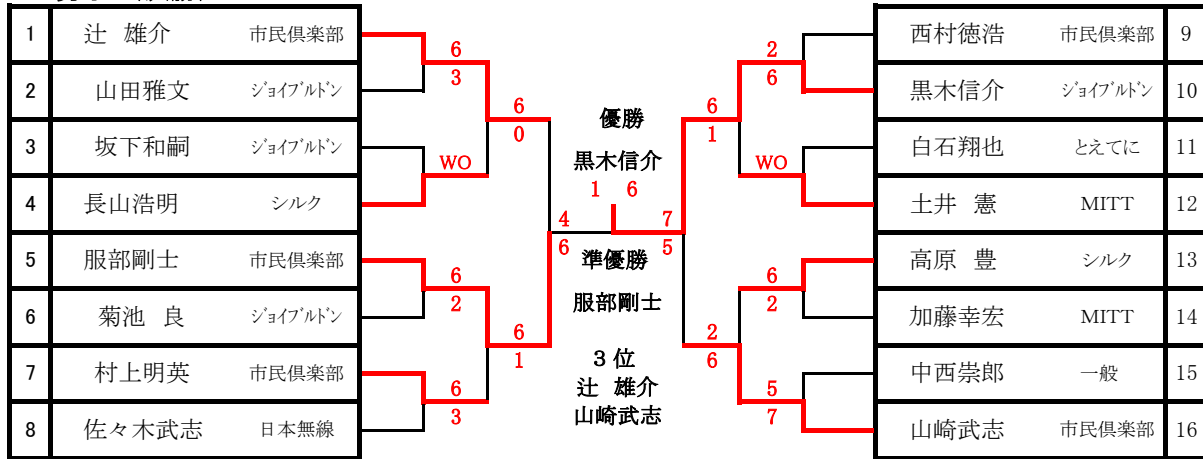 1 辻 雄介 市民倶楽部
2 山田雅文 ジョイフルドン
3 坂下和嗣 ジョイフルドン
4 長山浩明 シルク
5 服部剛士 市民倶楽部
6 菊池 良 ジョイフルドン
7 村上明英 市民倶楽部
8 佐々木武志 日本無線
6
3
WO
6
2
6
3
6
0
6
1
4
6
優勝
黒木信介
1 6
準優勝
服部剛士
3位
辻 雄介
山崎武志
7
5
6
1
2
6
2
6
WO
6
2
5
7
西村徳浩 市民倶楽部 9
黒木信介 ジョイフルドン 10
白石翔也 とえてに 11
土井 憲 MITT 12
高原 豊 シルク 13
加藤幸宏 MITT 14
中西崇郎 一般 15
山崎武志 市民倶楽部 16